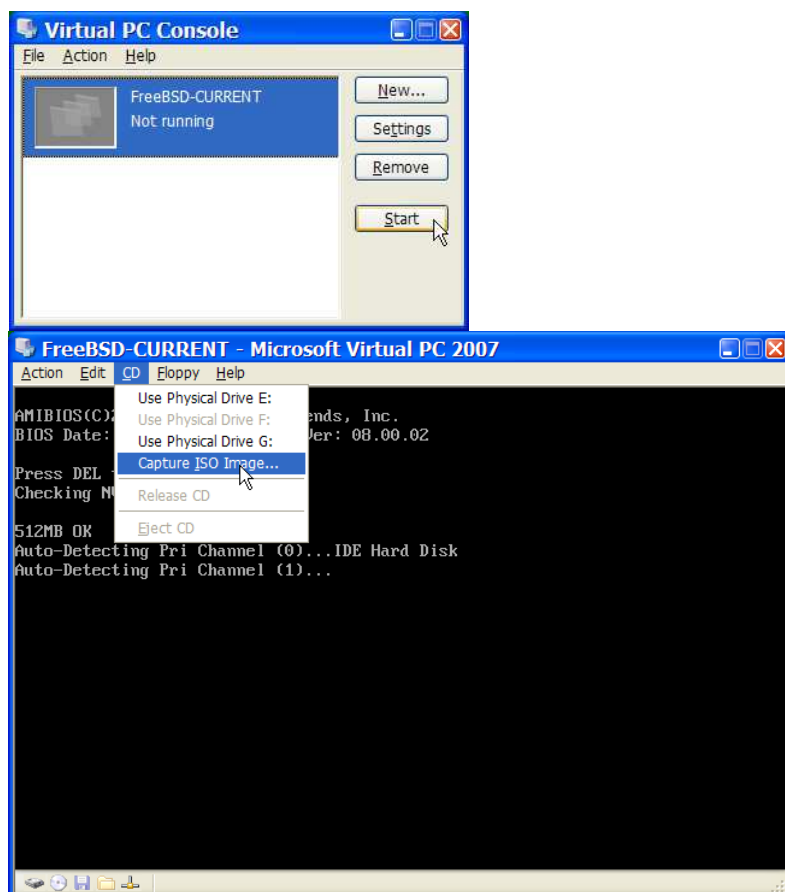 Virtual PC Console
File Action Help
FreeBSD-CURRENT
Not running
New...
Settings
Remove
Start
FreeBSD-CURRENT - Microsoft Virtual PC 2007
Action Edit CD Floppy Help
Use Physical Drive E:
Use Physical Drive F:
Use Physical Drive G:
Capture ISO Image...
Release CD
Eject CD
AMIBIOS(C) ends, Inc.
BIOS Date: Ver: 08.00.02
Press DEL
Checking
512MB OK
Auto-Detecting Pri Channel (0)...IDE Hard Disk
Auto-Detecting Pri Channel (1)...